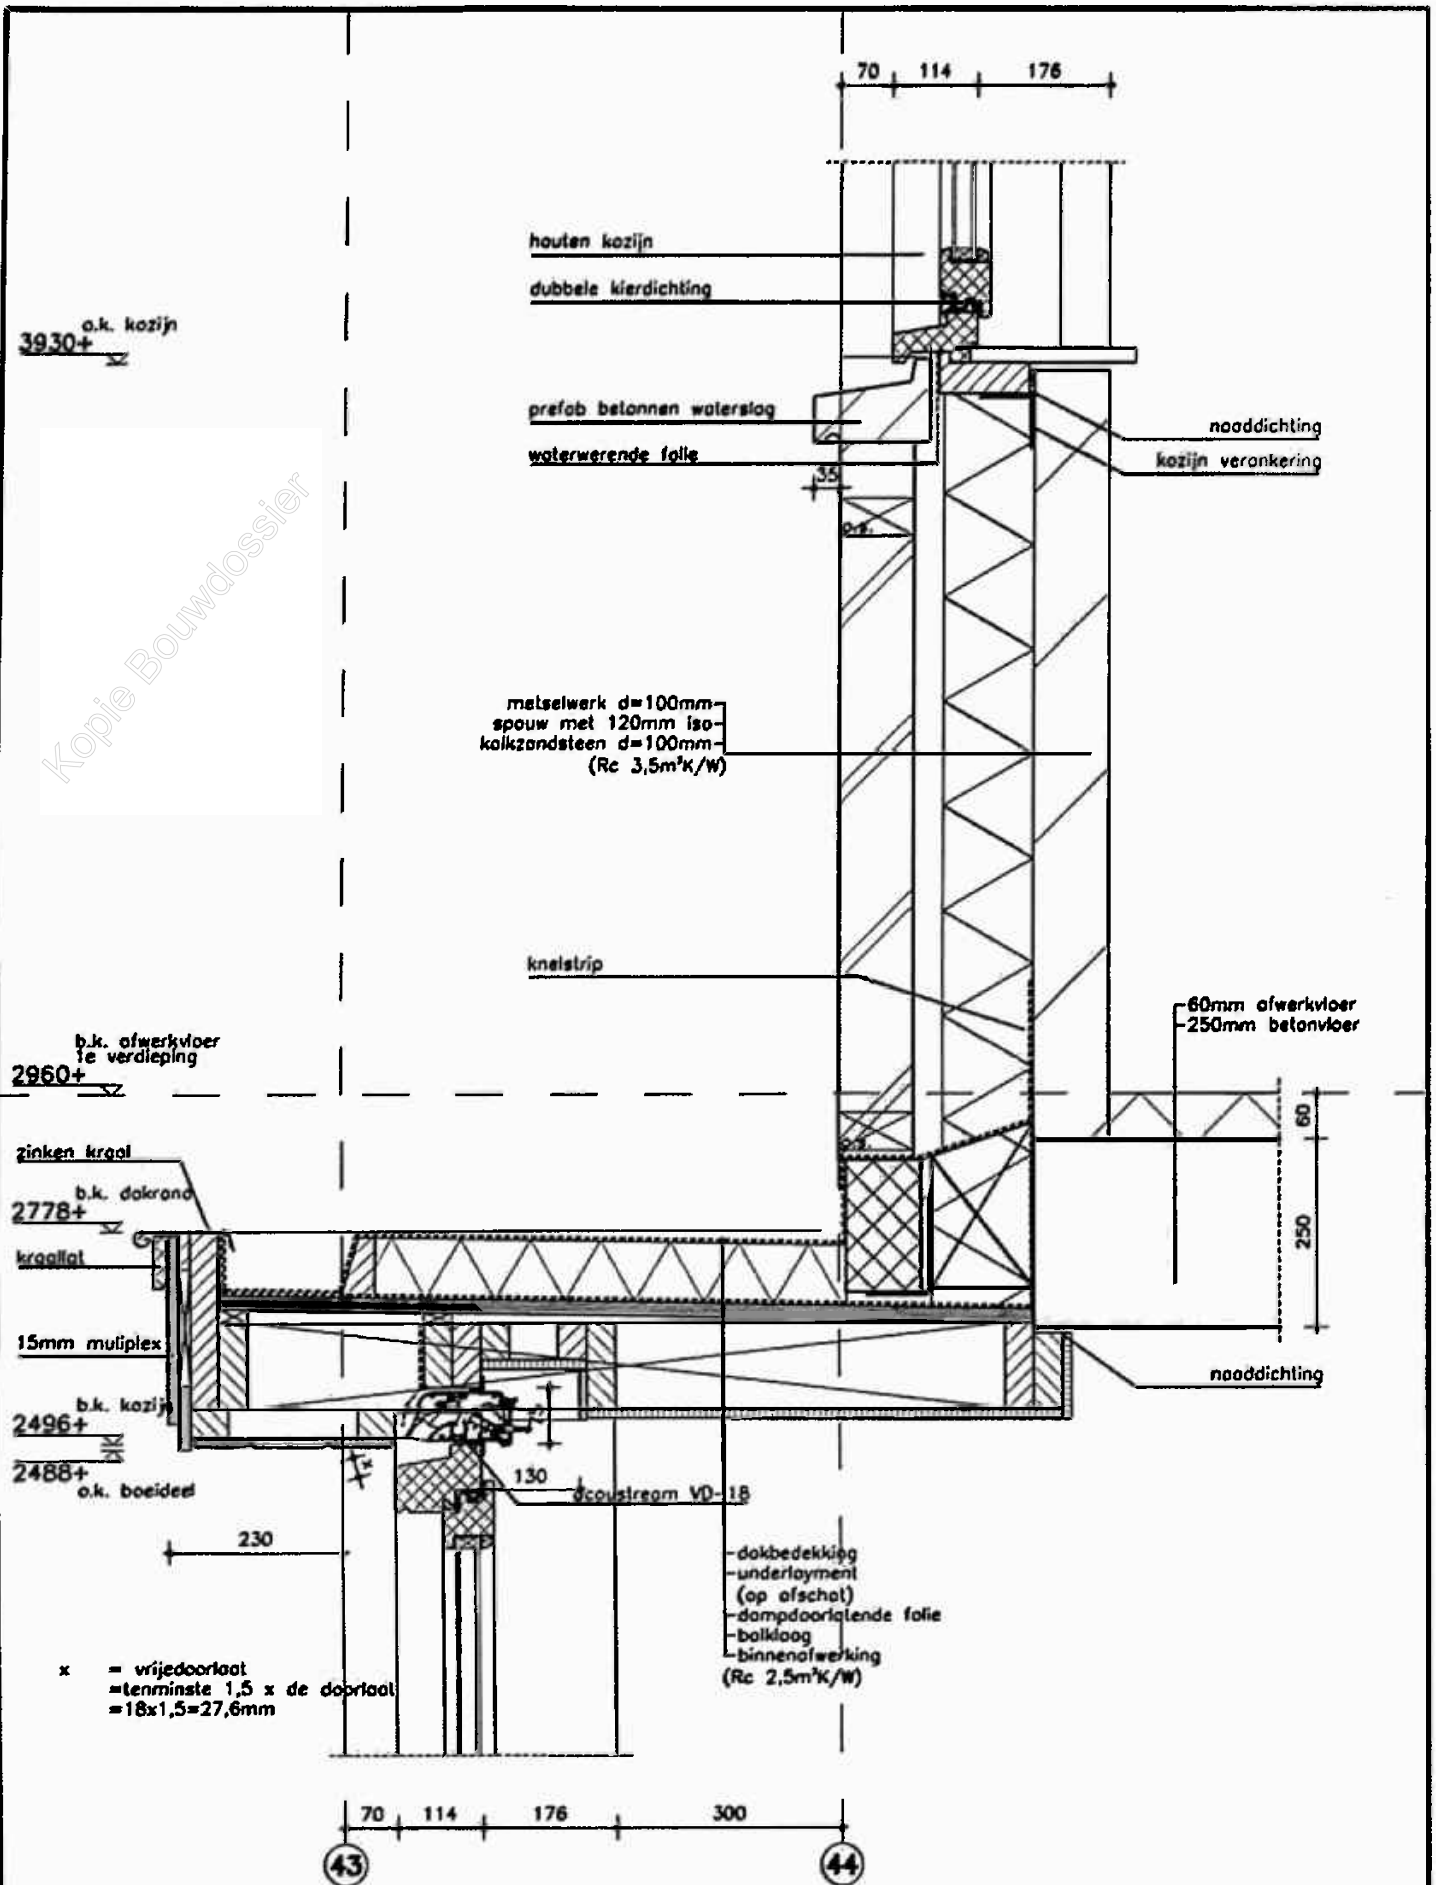 70 114 176
houten kozijn
dubbele kierdichting
o.k. kozijn
3930+
prefab betonnen waterslag
naaddichting
waterwerende folie
kozijn verankering
35
o.s.
Kopie Bouwdossier
metselwerk d=100mm
spouw met 120mm iso
kalkzandsteen d=100mm
(Rc 3,5m²K/W)
knelstrip
60mm afwerkvloer
250mm betonvloer
b.k. afwerkvloer
1e verdieping
2960+
60
o.s.
zinken kraal
b.k. dakrand
2778+
250
kraallat
15mm muliplex
naaddichting
b.k. kozijn
2496+
75
2488+
o.k. boeideel
x
130
acoustream VD-18
230
dakbedekking
underlayment
(op afschot)
dampdoorlatende folie
balklaag
binnenafwerking
(Rc 2,5m²K/W)
x = vrijedoorlaat
=tenminste 1,5 x de doorlaat
=18x1,5=27,6mm
70 114 176 300
43 44